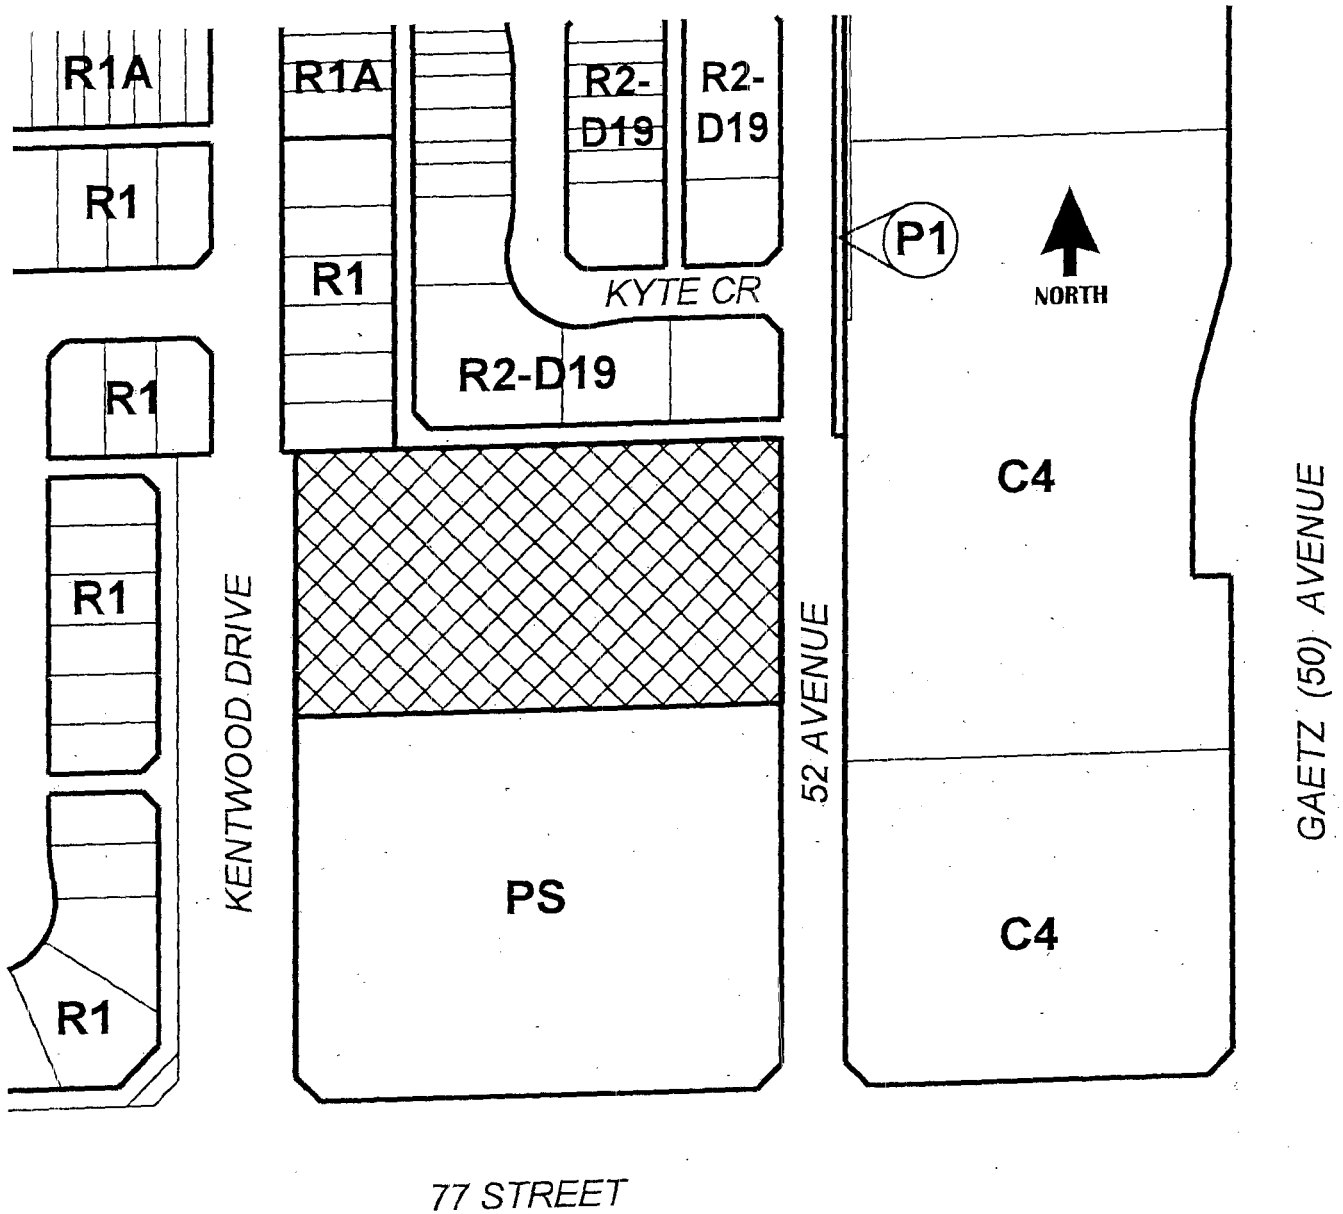 R1A
R1A
R2-
D19
R2-
D19
R1
P1
R1
KYTE CR
NORTH
R2-D19
R1
C4
R1
KENTWOOD DRIVE
52 AVENUE
GAETZ (50) AVENUE
PS
C4
R1
77 STREET